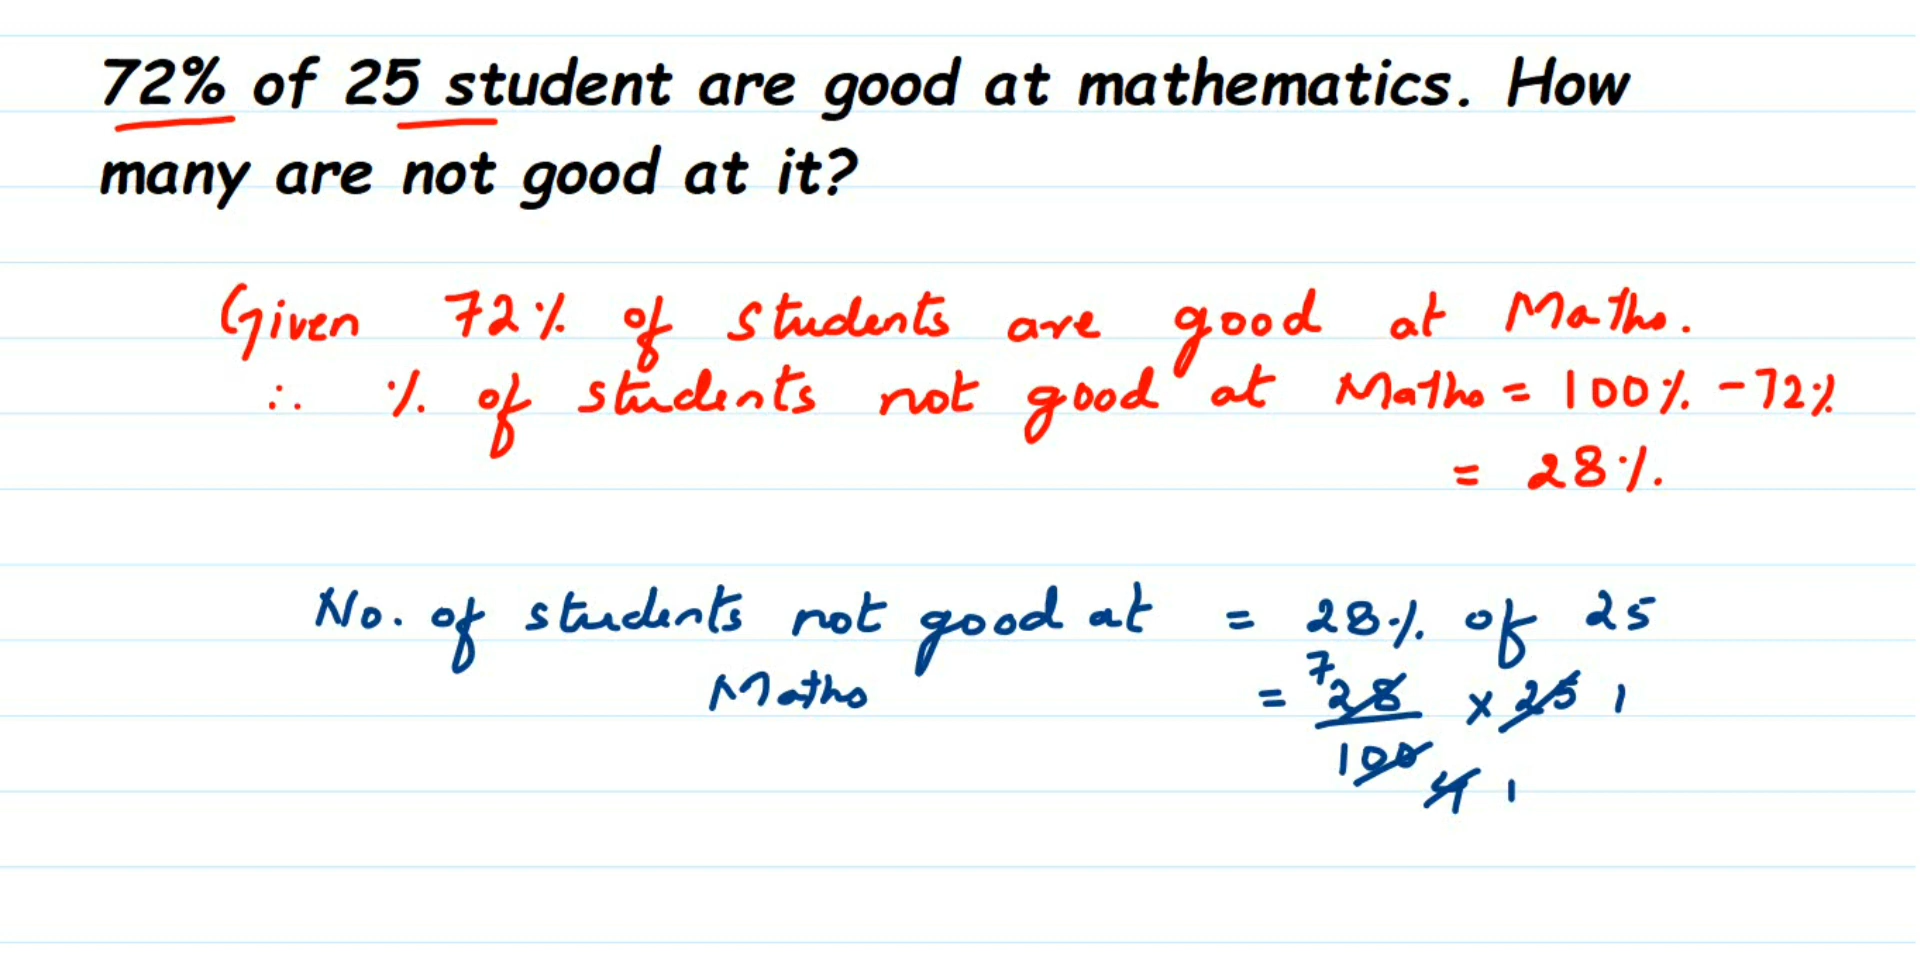 72% of 25 student are good at mathematics. How
many are not good at it?
Given 72% of students are good at Maths.
∴ % of students not good at Maths = 100% - 72%
= 28%.
No. of students not good at = 28% of 25
Maths = 7 28 × 25 1
100 4 1